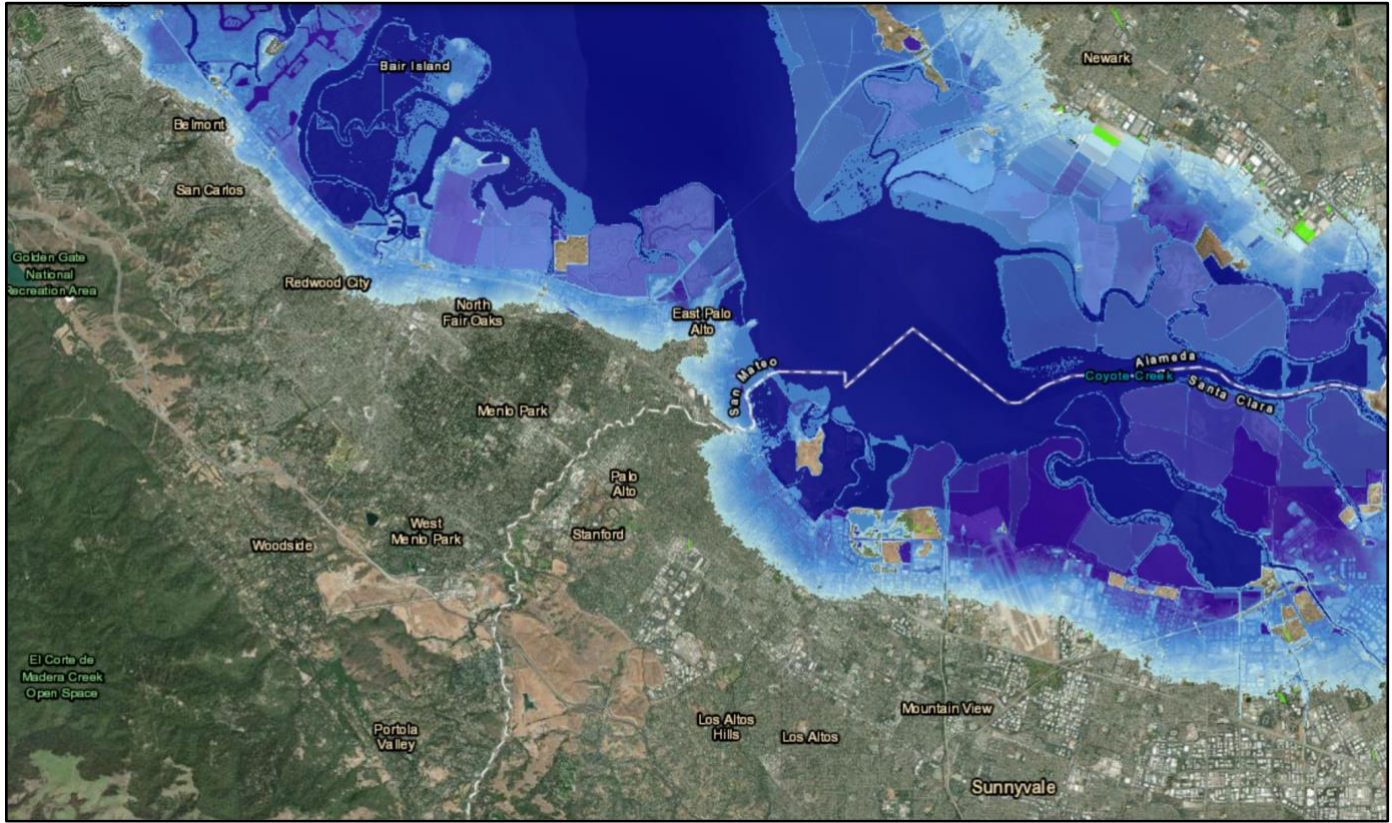 Bair Island
Newark
Belmont
San Carlos
Golden Gate
National
Recreation Area
Redwood City
North
Fair Oaks
East Palo
Alto
San Mateo
Alameda
Coyote Creek
Santa Clara
Menlo Park
Palo
Alto
West
Menlo Park
Woodside
Stanford
El Corte de
Madera Creek
Open Space
Portola
Valley
Los Altos
Hills
Los Altos
Mountain View
Sunnyvale